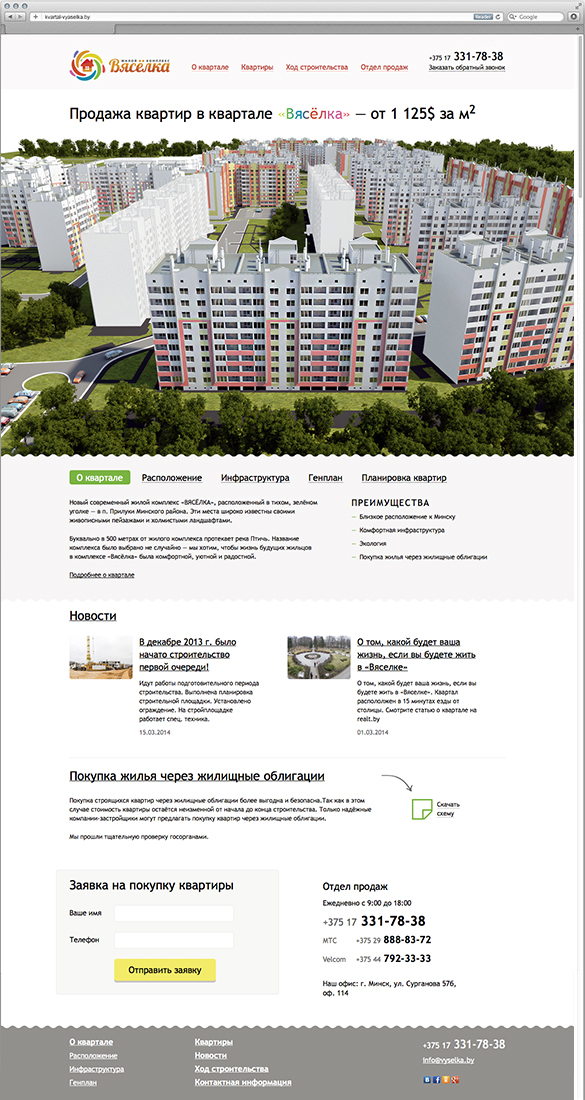 kvartal-vyaselka.by
Reader
Google
ЖИЛОЙ КОМПЛЕКС
Вяселка
О квартале
Квартиры
Ход строительства
Отдел продаж
+375 17 331-78-38
Заказать обратный звонок
Продажа квартир в квартале «Вясёлка» — от 1 125$ за м2
О квартале
Расположение
Инфраструктура
Генплан
Планировка квартир
Новый современный жилой комплекс «ВЯСЁЛКА», расположенный в тихом, зелёном
уголке — в п. Прилуки Минского района. Эти места широко известны своими
живописными пейзажами и холмистыми ландшафтами.
Буквально в 500 метрах от жилого комплекса протекает река Птичь. Название
комплекса было выбрано не случайно — мы хотим, чтобы жизнь будущих жильцов
в комплексе «Вясёлка» была комфортной, уютной и радостной.
Подробнее о квартале
ПРЕИМУЩЕСТВА
— Близкое расположение к Минску
— Комфортная инфраструктура
— Экология
— Покупка жилья через жилищные облигации
Новости
В декабре 2013 г. было
начато строительство
первой очереди!
Идут работы подготовительного периода
строительства. Выполнена планировка
строительной площадки. Установлено
ограждение. На стройплощадке
работает спец. техника.
15.03.2014
О том, какой будет ваша
жизнь, если вы будете жить
в «Вяселке»
О том, какой будет ваша жизнь, если вы
будете жить в «Вяселке». Квартал
расположен в 15 минутах езды от
столицы. Смотрите статью о квартале на
realt.by
01.03.2014
Покупка жилья через жилищные облигации
Покупка строящихся квартир через жилищные облигации более выгодна и безопасна.Так как в этом
случае стоимость квартиры остаётся неизменной от начала до конца строительства. Только надёжные
компании-застройщики могут предлагать покупку квартир через жилищные облигации.
Мы прошли тщательную проверку госорганами.
Скачать
схему
Заявка на покупку квартиры
Ваше имя
Телефон
Отправить заявку
Отдел продаж
Ежедневно с 9:00 до 18:00
+375 17 331-78-38
МТС +375 29 888-83-72
Velcom +375 44 792-33-33
Наш офис: г. Минск, ул. Сурганова 57б,
оф. 114
О квартале
Расположение
Инфраструктура
Генплан
Квартиры
Новости
Ход строительства
Контактная информация
+375 17 331-78-38
info@vyselka.by